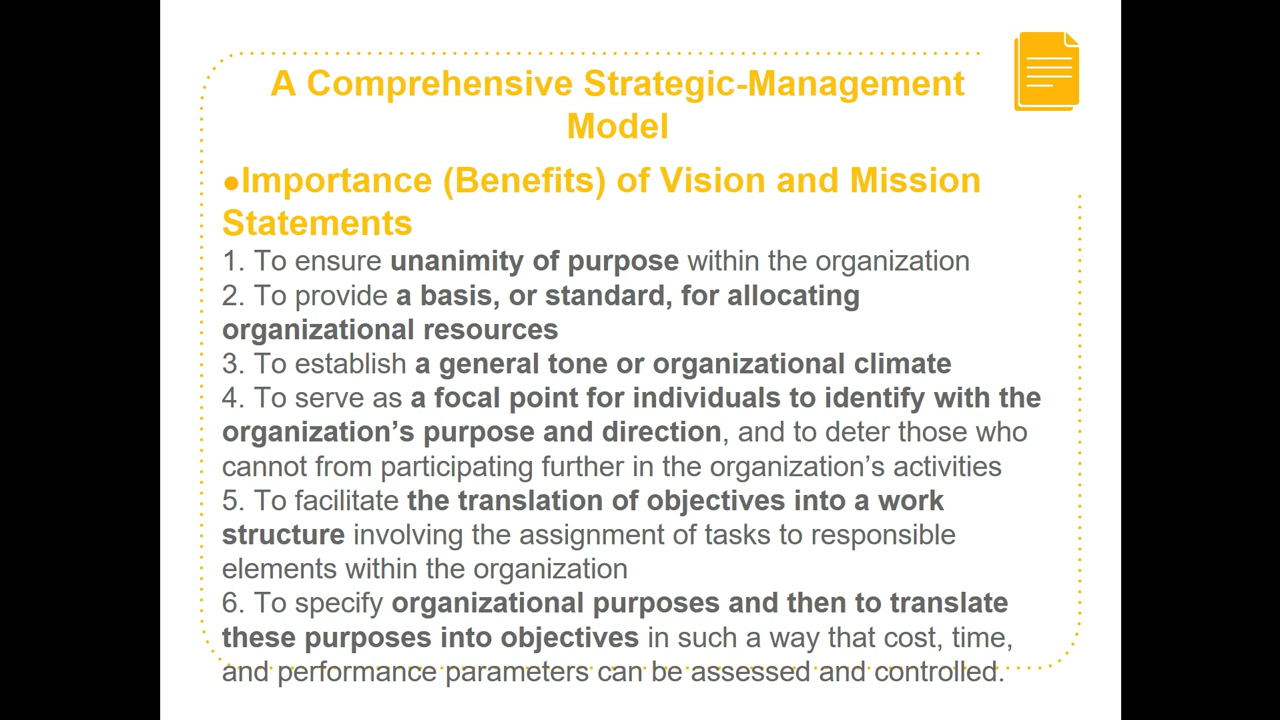 A Comprehensive Strategic-Management
Model
●Importance (Benefits) of Vision and Mission
Statements
1. To ensure unanimity of purpose within the organization
2. To provide a basis, or standard, for allocating
organizational resources
3. To establish a general tone or organizational climate
4. To serve as a focal point for individuals to identify with the
organization’s purpose and direction, and to deter those who
cannot from participating further in the organization’s activities
5. To facilitate the translation of objectives into a work
structure involving the assignment of tasks to responsible
elements within the organization
6. To specify organizational purposes and then to translate
these purposes into objectives in such a way that cost, time,
and performance parameters can be assessed and controlled.